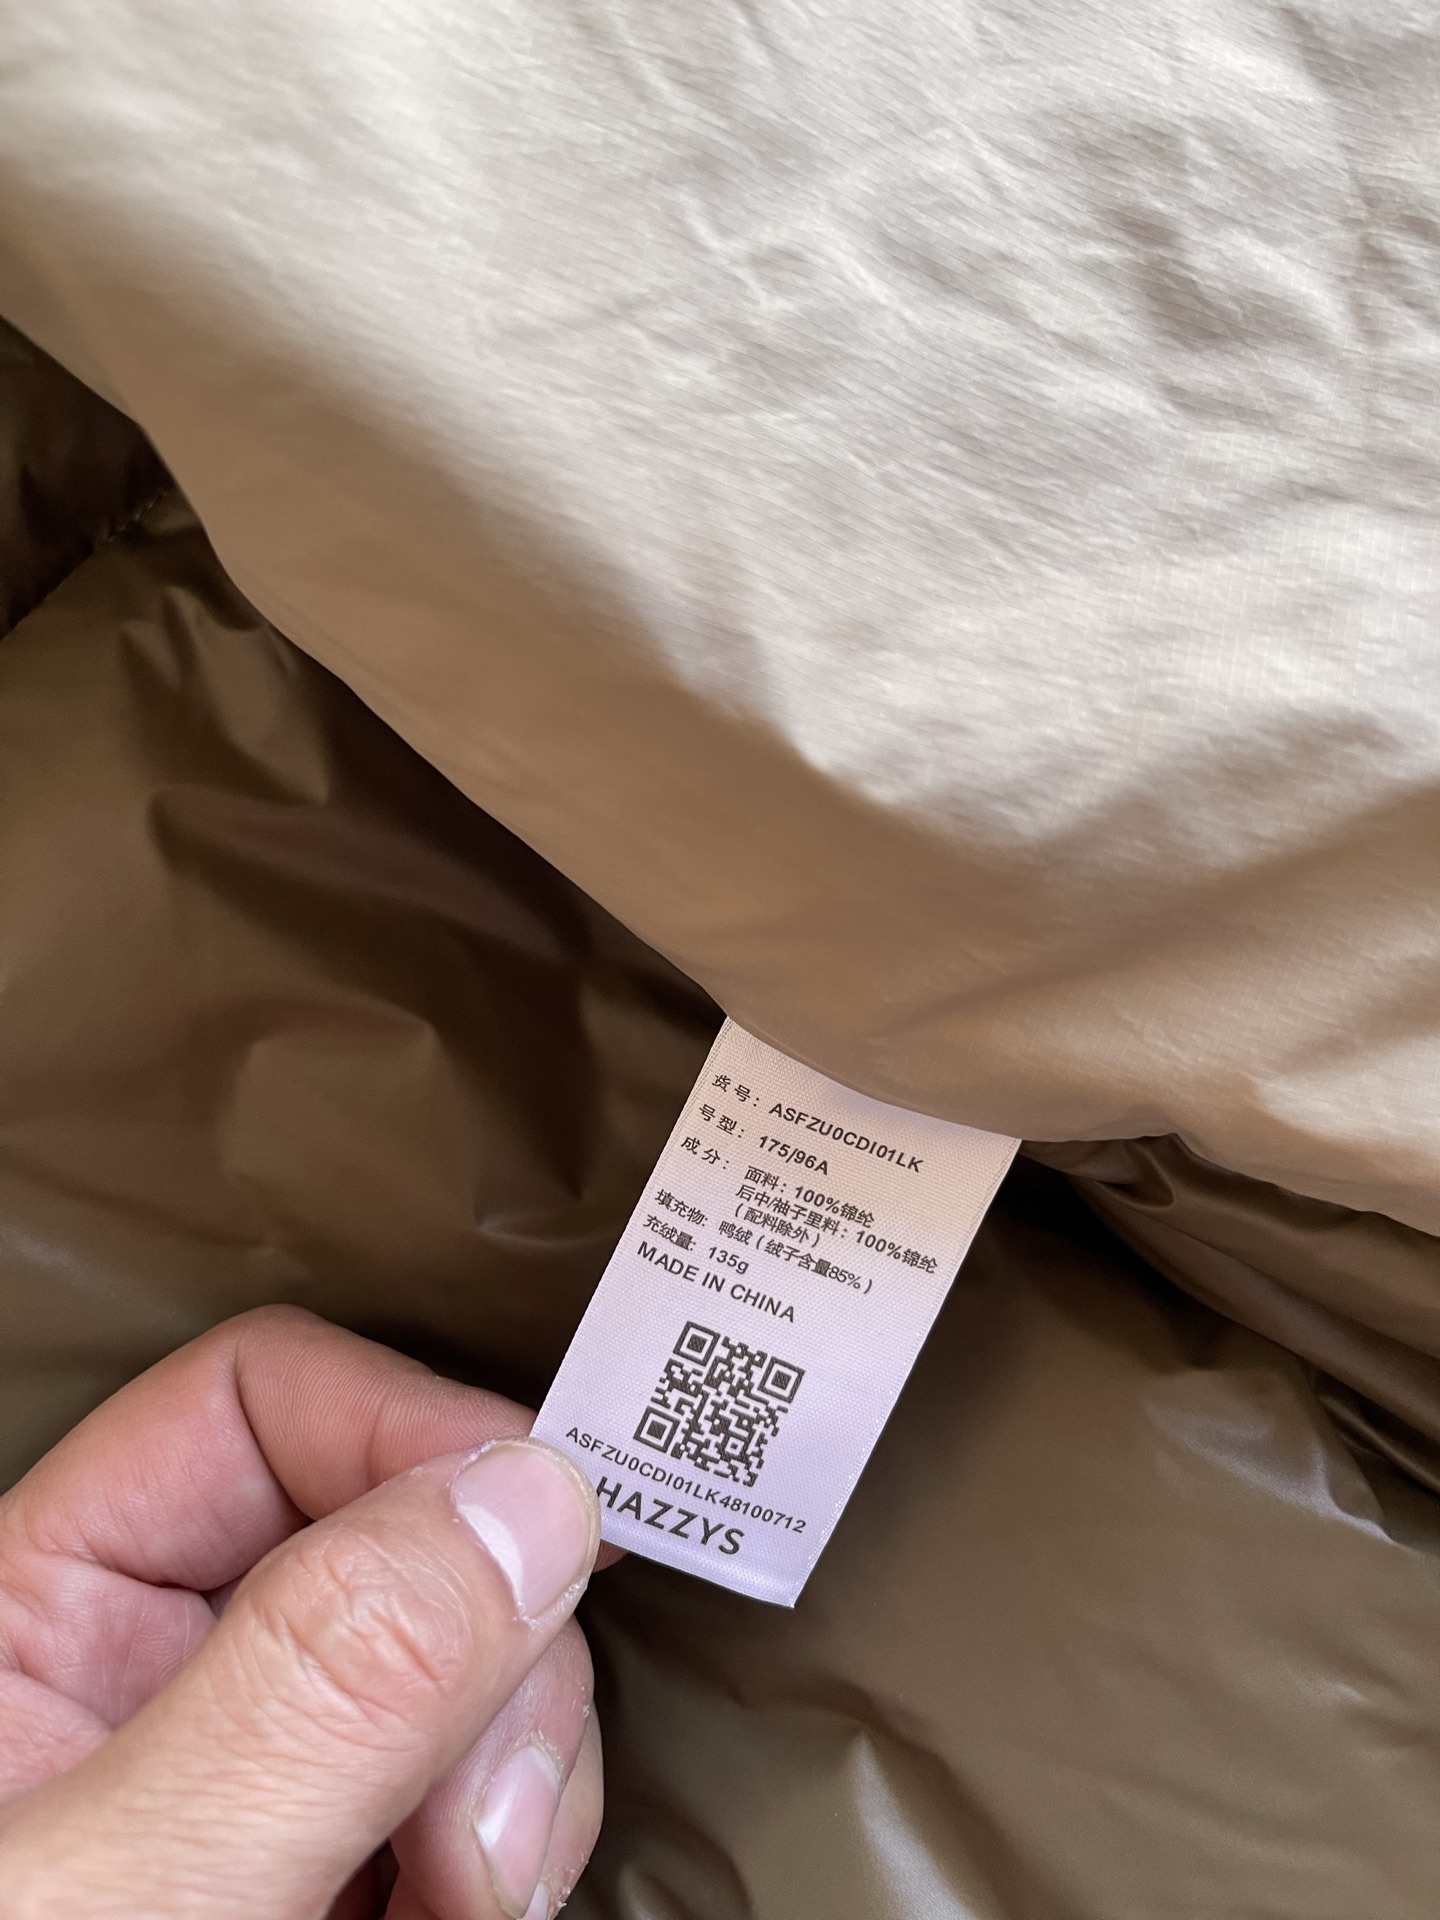 货号：ASFZU0CDI01LK
号型：175/96A
成分：面料：100%锦纶
后中/袖子里料：100%锦纶
（配料除外）
填充物：鸭绒（绒子含量85%）
充绒量：135g
MADE IN CHINA
ASFZU0CDI01LK48100712
HAZZYS